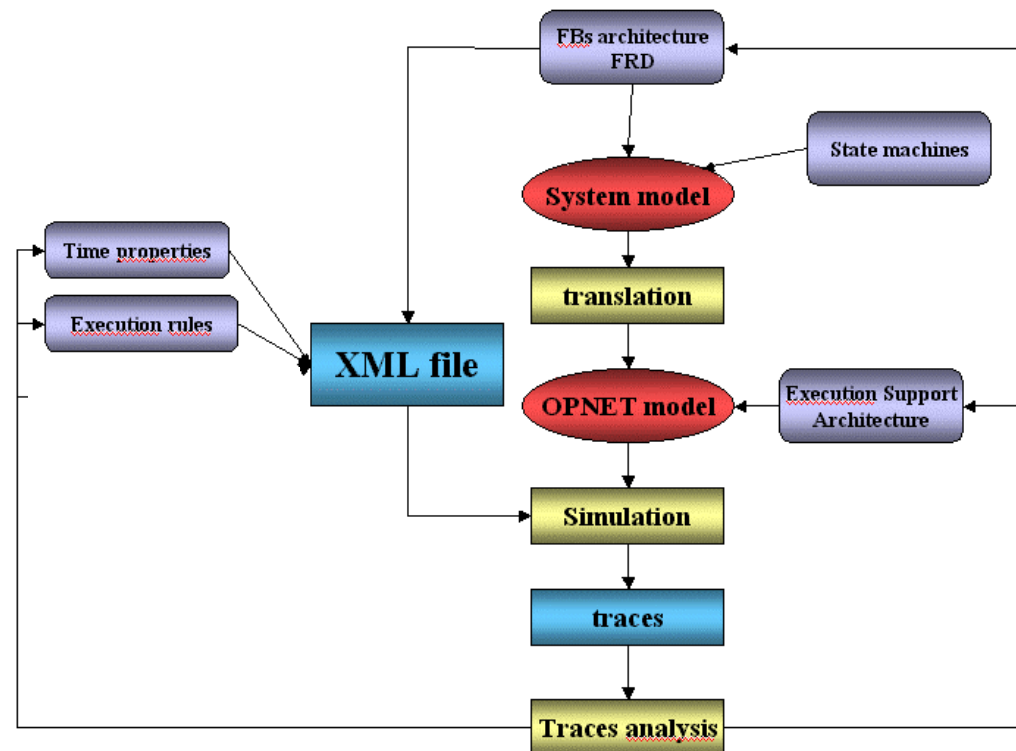 FBs architecture
FRD
State machines
System model
Time properties
translation
Execution rules
XML file
OPNET model
Execution Support
Architecture
Simulation
traces
Traces analysis